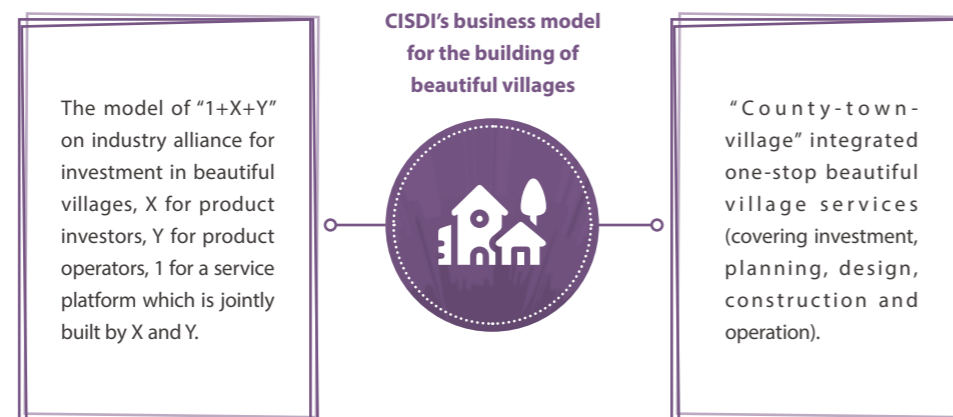 CISDI's business model
for the building of
beautiful villages
The model of “1+X+Y”
on industry alliance for
investment in beautiful
villages, X for product
investors, Y for product
operators, 1 for a service
platform which is jointly
built by X and Y.
“County-town-
village” integrated
one-stop beautiful
village services
(covering investment,
planning, design,
construction and
operation).